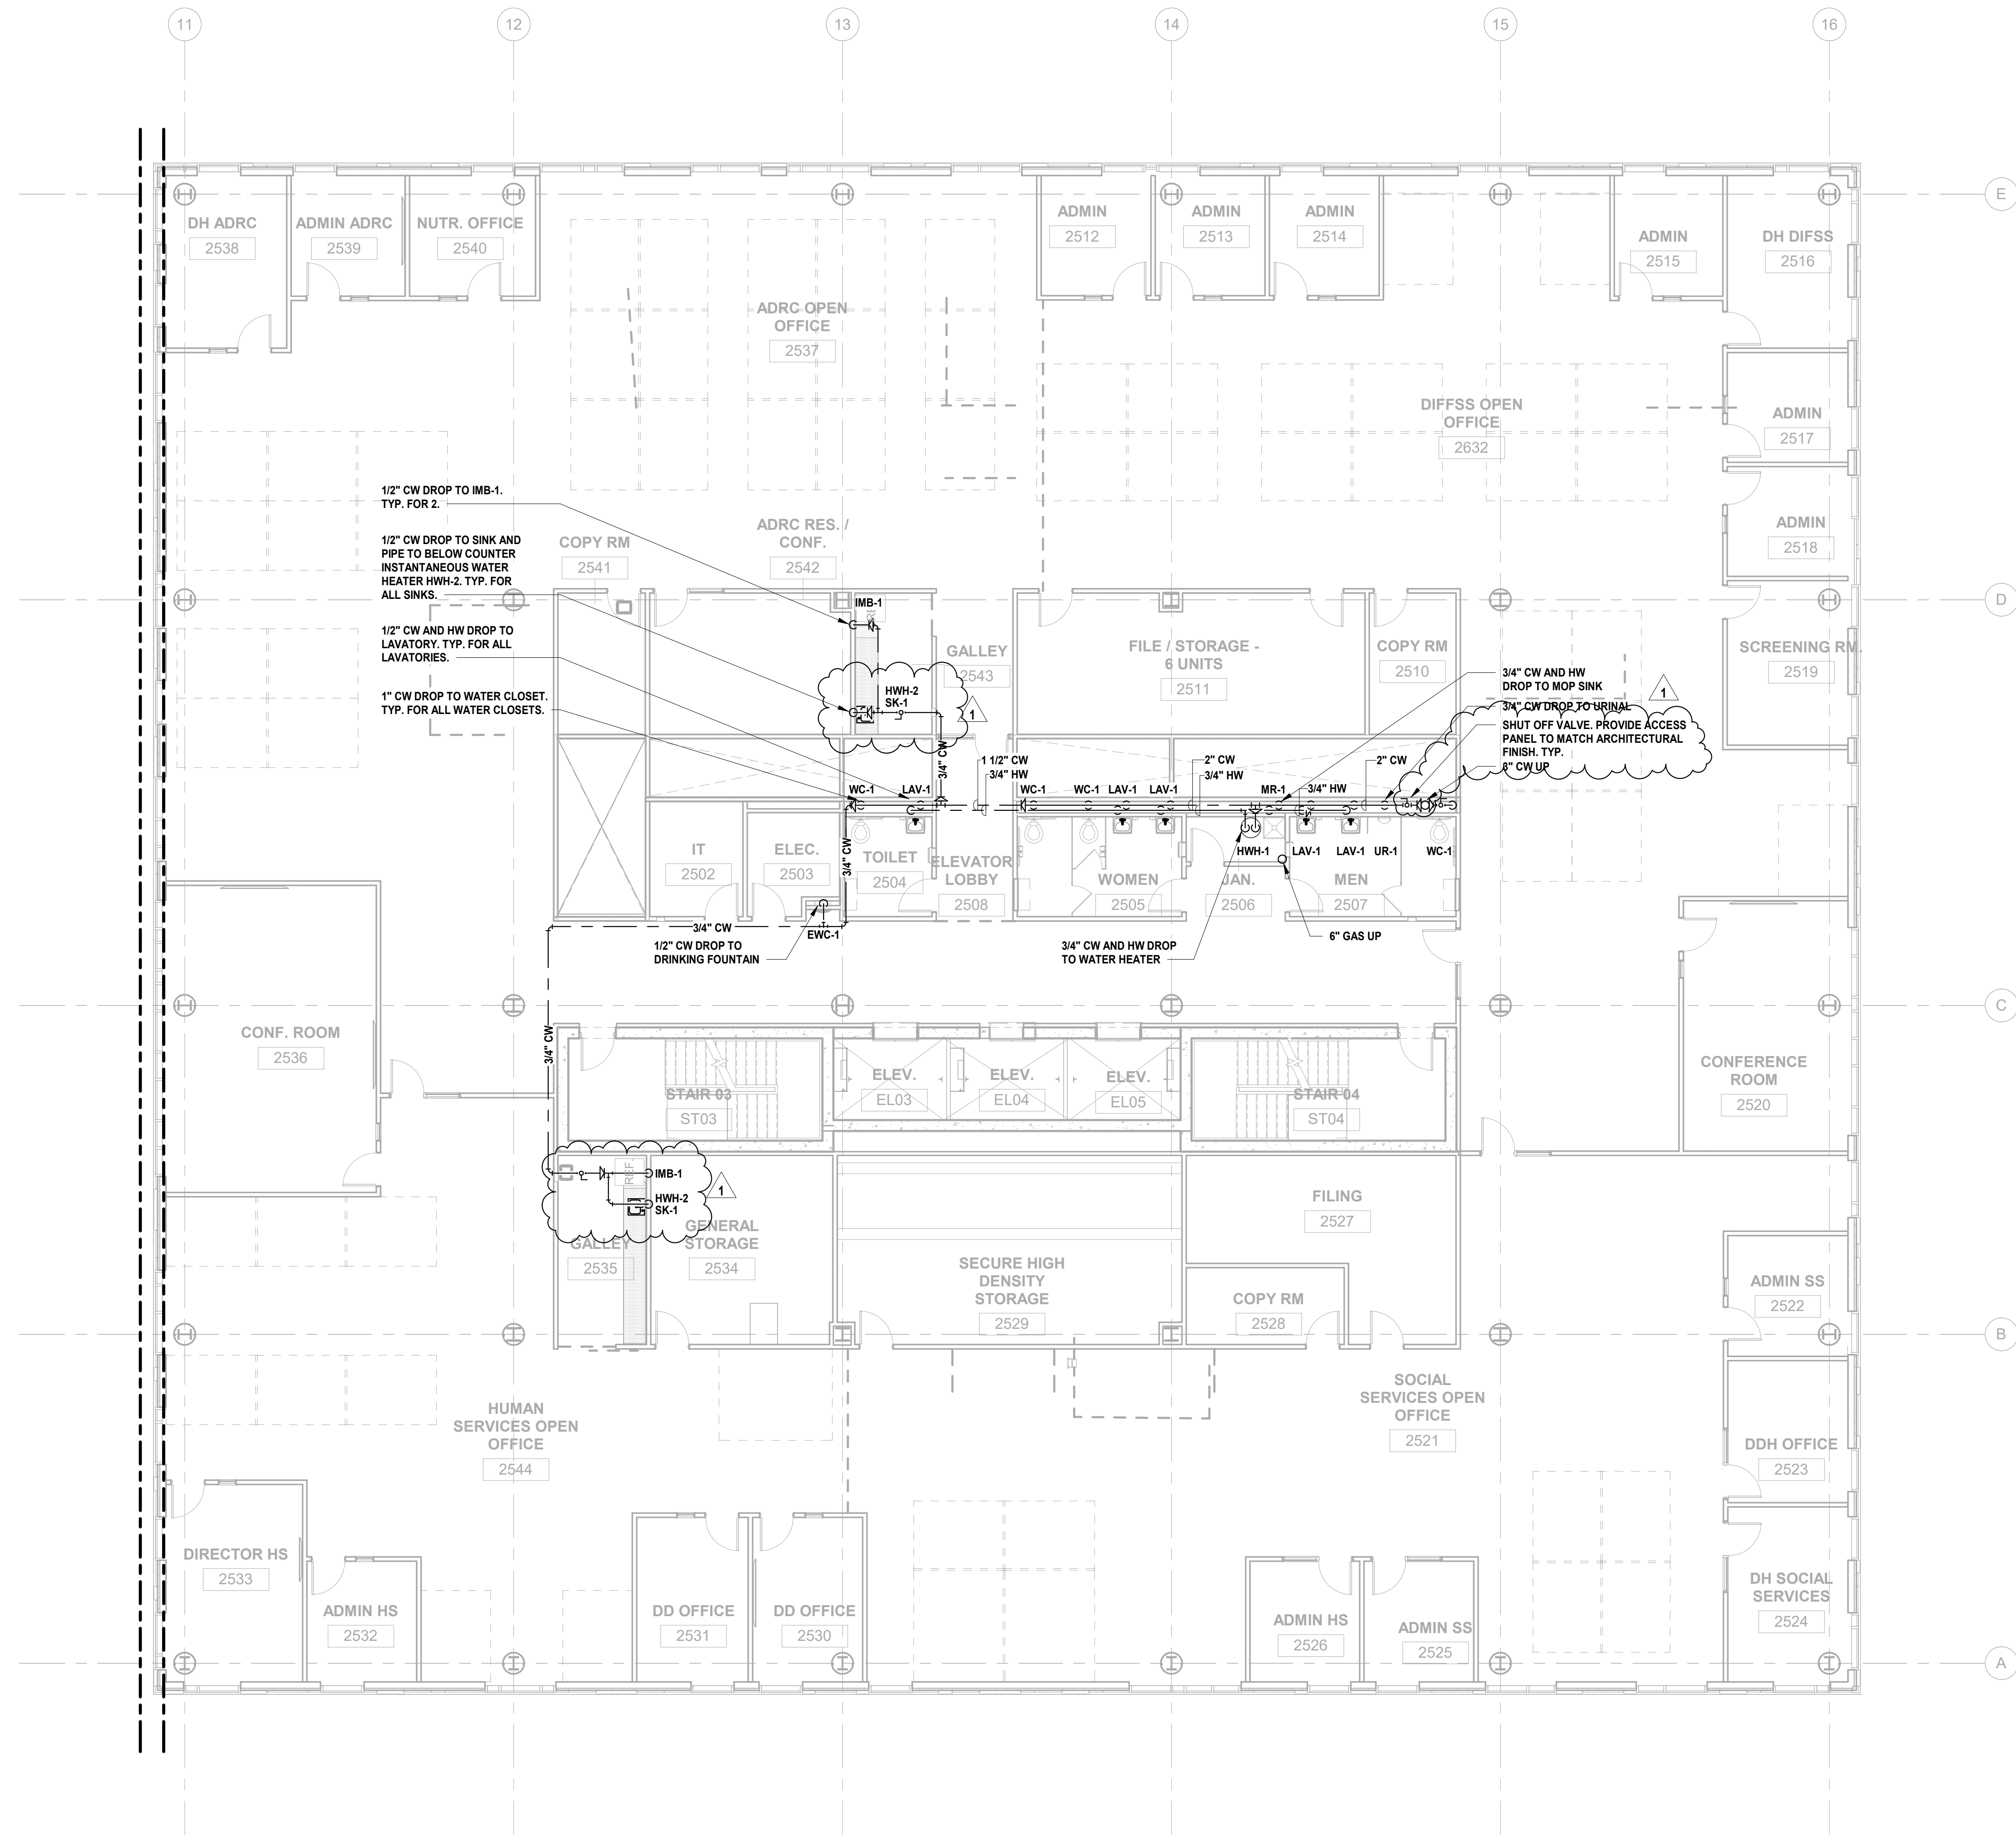 11
12
13
14
15
16
E
D
C
B
A
DH ADRC
2538
ADMIN ADRC
2539
NUTR. OFFICE
2540
ADRC OPEN
OFFICE
2537
ADMIN
2512
ADMIN
2513
ADMIN
2514
ADMIN
2515
DH DIFSS
2516
DIFFSS OPEN
OFFICE
2632
ADMIN
2517
ADMIN
2518
SCREENING RM.
2519
1/2" CW DROP TO IMB-1.
TYP. FOR 2.
1/2" CW DROP TO SINK AND
PIPE TO BELOW COUNTER
INSTANTANEOUS WATER
HEATER HWH-2. TYP. FOR
ALL SINKS.
1/2" CW AND HW DROP TO
LAVATORY. TYP. FOR ALL
LAVATORIES.
1" CW DROP TO WATER CLOSET.
TYP. FOR ALL WATER CLOSETS.
COPY RM
2541
ADRC RES. /
CONF.
2542
IMB-1
REF.
HWH-2
SK-1
1
GALLEY
2543
FILE / STORAGE -
6 UNITS
2511
COPY RM
2510
3/4" CW AND HW
DROP TO MOP SINK
3/4" CW DROP TO URINAL
SHUT OFF VALVE. PROVIDE ACCESS
PANEL TO MATCH ARCHITECTURAL
FINISH. TYP.
3" CW UP
1
3/4" CW
1 1/2" CW
3/4" HW
2" CW
3/4" HW
2" CW
WC-1
LAV-1
WC-1
WC-1
LAV-1
LAV-1
MR-1
3/4" HW
3/4" CW
IT
2502
ELEC.
2503
TOILET
2504
ELEVATOR
LOBBY
2508
WOMEN
2505
JAN.
2506
MEN
2507
HWH-1
LAV-1
LAV-1
UR-1
WC-1
3/4" CW
EWC-1
1/2" CW DROP TO
DRINKING FOUNTAIN
3/4" CW AND HW DROP
TO WATER HEATER
6" GAS UP
3/4" CW
CONF. ROOM
2536
STAIR 03
ST03
ELEV.
EL03
ELEV.
EL04
ELEV.
EL05
STAIR 04
ST04
CONFERENCE
ROOM
2520
REF.
IMB-1
HWH-2
SK-1
1
GALLEY
2535
GENERAL
STORAGE
2534
SECURE HIGH
DENSITY
STORAGE
2529
FILING
2527
COPY RM
2528
ADMIN SS
2522
HUMAN
SERVICES OPEN
OFFICE
2544
SOCIAL
SERVICES OPEN
OFFICE
2521
DDH OFFICE
2523
DIRECTOR HS
2533
ADMIN HS
2532
DD OFFICE
2531
DD OFFICE
2530
ADMIN HS
2526
ADMIN SS
2525
DH SOCIAL
SERVICES
2524